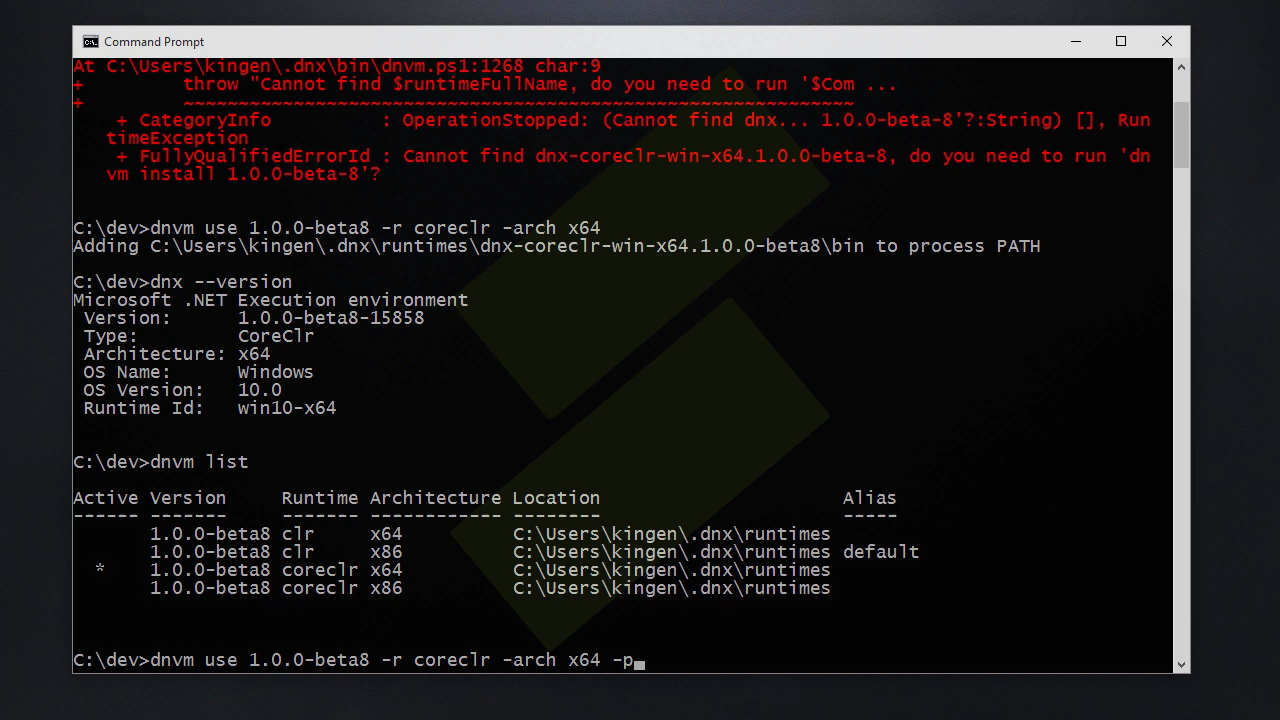 Command Prompt
At C:\Users\kingen\.dnx\bin\dnvm.ps1:1268 char:9
+         throw "Cannot find $runtimeFullName, do you need to run '$Com ...
+         ~~~~~~~~~~~~~~~~~~~~~~~~~~~~~~~~~~~~~~~~~~~~~~~~~~~~~~~~~~~~~
    + CategoryInfo          : OperationStopped: (Cannot find dnx... 1.0.0-beta-8'?:String) [], Run
   timeException
    + FullyQualifiedErrorId : Cannot find dnx-coreclr-win-x64.1.0.0-beta-8, do you need to run 'dn
   vm install 1.0.0-beta-8'?
C:\dev>dnvm use 1.0.0-beta8 -r coreclr -arch x64
Adding C:\Users\kingen\.dnx\runtimes\dnx-coreclr-win-x64.1.0.0-beta8\bin to process PATH
C:\dev>dnx --version
Microsoft .NET Execution environment
 Version:      1.0.0-beta8-15858
 Type:         CoreClr
 Architecture: x64
 OS Name:      Windows
 OS Version:   10.0
 Runtime Id:   win10-x64
C:\dev>dnvm list
Active Version     Runtime Architecture Location                      Alias
------ -------     ------- ------------ --------                      -----
       1.0.0-beta8 clr     x64          C:\Users\kingen\.dnx\runtimes
       1.0.0-beta8 clr     x86          C:\Users\kingen\.dnx\runtimes default
  *    1.0.0-beta8 coreclr x64          C:\Users\kingen\.dnx\runtimes
       1.0.0-beta8 coreclr x86          C:\Users\kingen\.dnx\runtimes
C:\dev>dnvm use 1.0.0-beta8 -r coreclr -arch x64 -p